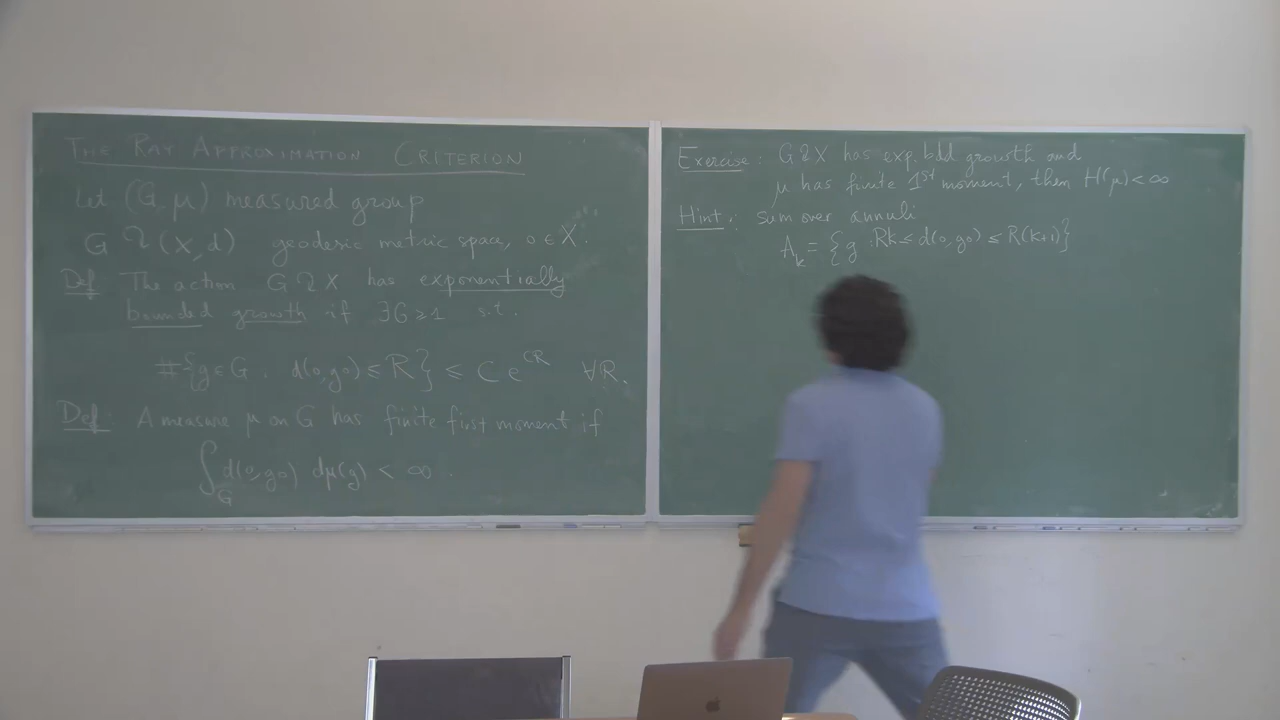 THE RAY APPROXIMATION CRITERION
Let (G, μ) measured group
G ↷ (X, d) geodesic metric space, o ∈ X.
Def The action G ↷ X has exponentially
bounded growth if ∃C ≥ 1 s.t.
#{g ∈ G : d(o, go) ≤ R} ≤ C e^{CR} ∀R.
Def: A measure μ on G has finite first moment if
∫_G d(o, go) dμ(g) < ∞.
Exercise: G ↷ X has exp. bdd growth and
μ has finite 1st moment, then H(μ) < ∞
Hint: sum over annuli
A_k = {g : Rk ≤ d(o, go) ≤ R(k+1)}